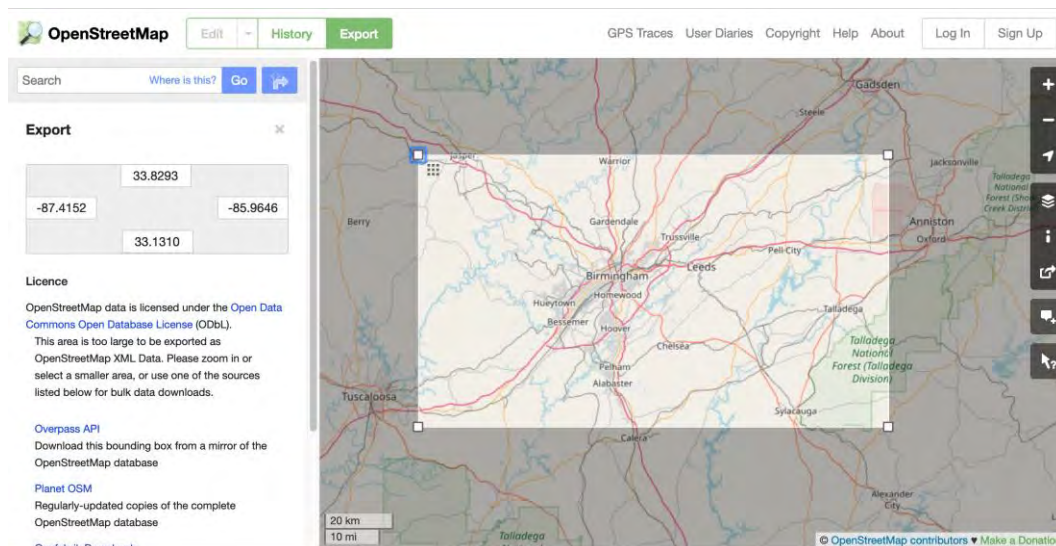 OpenStreetMap
Edit
History
Export
GPS Traces
User Diaries
Copyright
Help
About
Log In
Sign Up
Search
Where is this?
Go
Export
33.8293
-87.4152
-85.9646
33.1310
Licence
OpenStreetMap data is licensed under the Open Data
Commons Open Database License (ODbL).
This area is too large to be exported as
OpenStreetMap XML Data. Please zoom in or
select a smaller area, or use one of the sources
listed below for bulk data downloads.
Overpass API
Download this bounding box from a mirror of the
OpenStreetMap database
Planet OSM
Regularly-updated copies of the complete
OpenStreetMap database
Gadsden
Steele
Jasper
Warrior
Jacksonville
Talladega
National
Berry
Gardendale
Anniston
Trussville
Oxford
Pell City
Birmingham
Leeds
Homewood
Hueytown
Bessemer
Hoover
Talladega
Chelsea
Talladega
National
Forest (Talladega
Division)
Pelham
Alabaster
Tuscaloosa
Sylacauga
Calera
Alexander
City
20 km
10 mi
Talladega
© OpenStreetMap contributors ♥ Make a Donatio